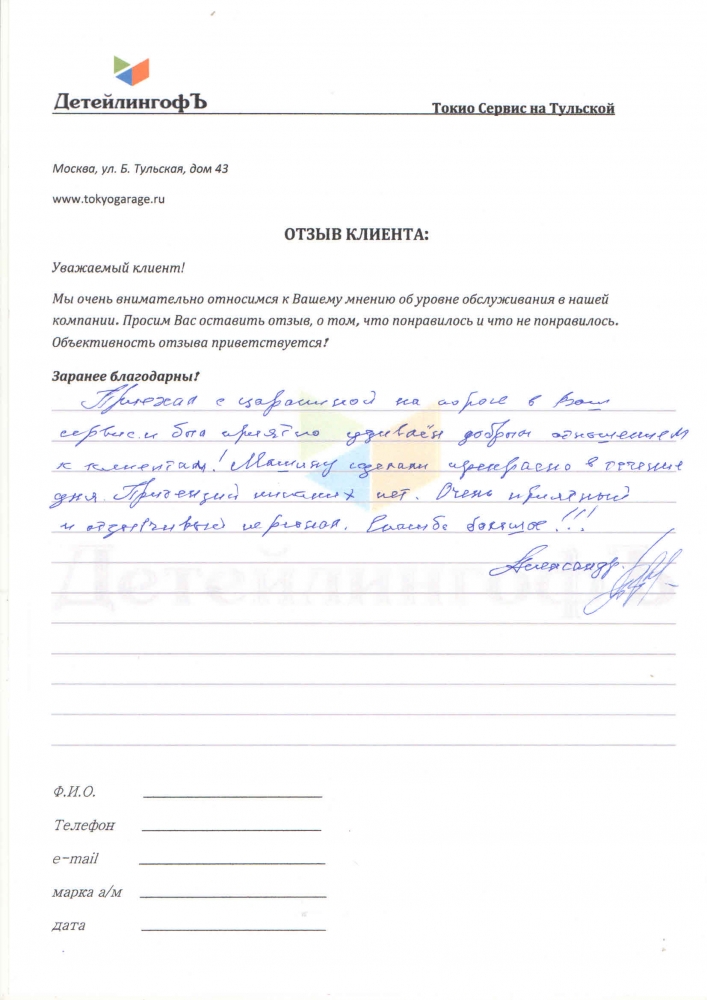 ДетейлингофЪ
Токио Сервис на Тульской
Москва, ул. Б. Тульская, дом 43
www.tokyogarage.ru
ОТЗЫВ КЛИЕНТА:
Уважаемый клиент!
Мы очень внимательно относимся к Вашему мнению об уровне обслуживания в нашей
компании. Просим Вас оставить отзыв, о том, что понравилось и что не понравилось.
Объективность отзыва приветствуется!
Заранее благодарны!
Приехал с царапиной на в Ваш
сервис и был приятно удивлён добрым отношением
к клиентам! Машину сделали прекрасно в течение
дня. Притензий никаких нет. Очень приятный
и отзывчивый персонал. Спасибо большое!!!
Александр.
ДетейлингофЪ
Ф.И.О.
Телефон
e-mail
марка а/м
дата